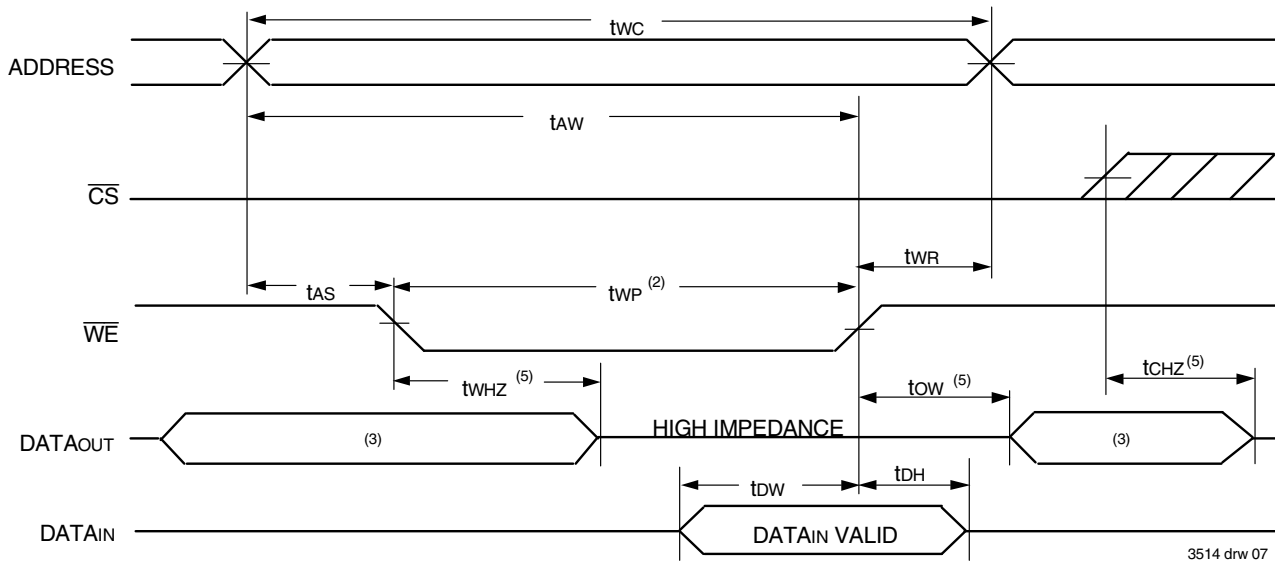 tWC
ADDRESS
tAW
CS
tWR
tAS
tWP (2)
WE
tWHZ (5)
tOW (5)
tCHZ (5)
DATAOUT
(3)
HIGH IMPEDANCE
(3)
tDW
tDH
DATAIN
DATAIN VALID
3514 drw 07